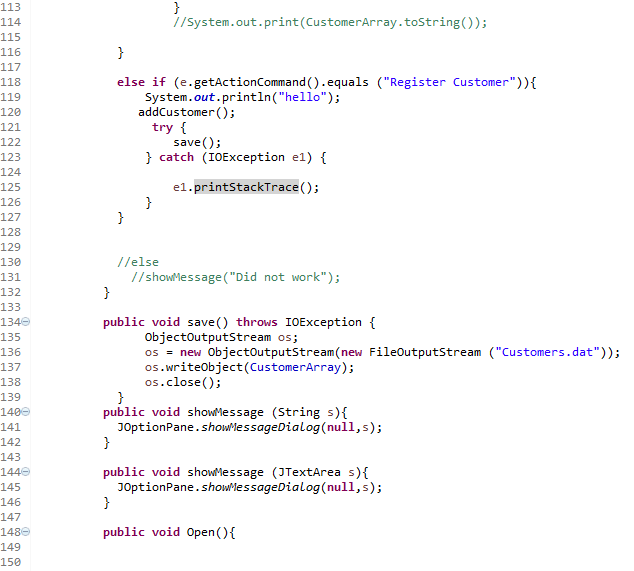 113 }
114 //System.out.print(CustomerArray.toString());
115
116 }
117
118 else if (e.getActionCommand().equals ("Register Customer")){
119 System.out.println("hello");
120 addCustomer();
121 try {
122 save();
123 } catch (IOException e1) {
124
125 e1.printStackTrace();
126 }
127 }
128
129
130 //else
131 //showMessage("Did not work");
132 }
133
134 public void save() throws IOException {
135 ObjectOutputStream os;
136 os = new ObjectOutputStream(new FileOutputStream ("Customers.dat"));
137 os.writeObject(CustomerArray);
138 os.close();
139 }
140 public void showMessage (String s){
141 JOptionPane.showMessageDialog(null,s);
142 }
143
144 public void showMessage (JTextArea s){
145 JOptionPane.showMessageDialog(null,s);
146 }
147
148 public void Open(){
149
150